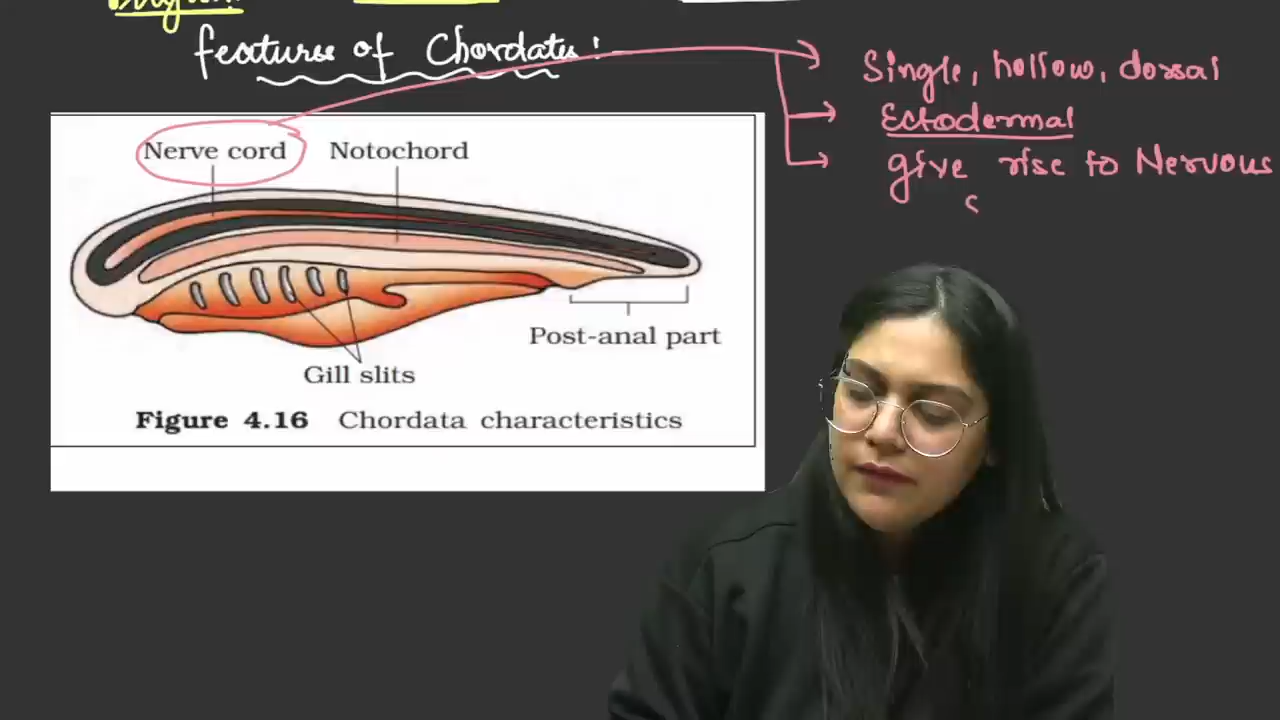 features of Chordates:-
Single, hollow, dorsal
Ectodermal
give rise to Nervous
S
Nerve cord Notochord
Post-anal part
Gill slits
Figure 4.16 Chordata characteristics